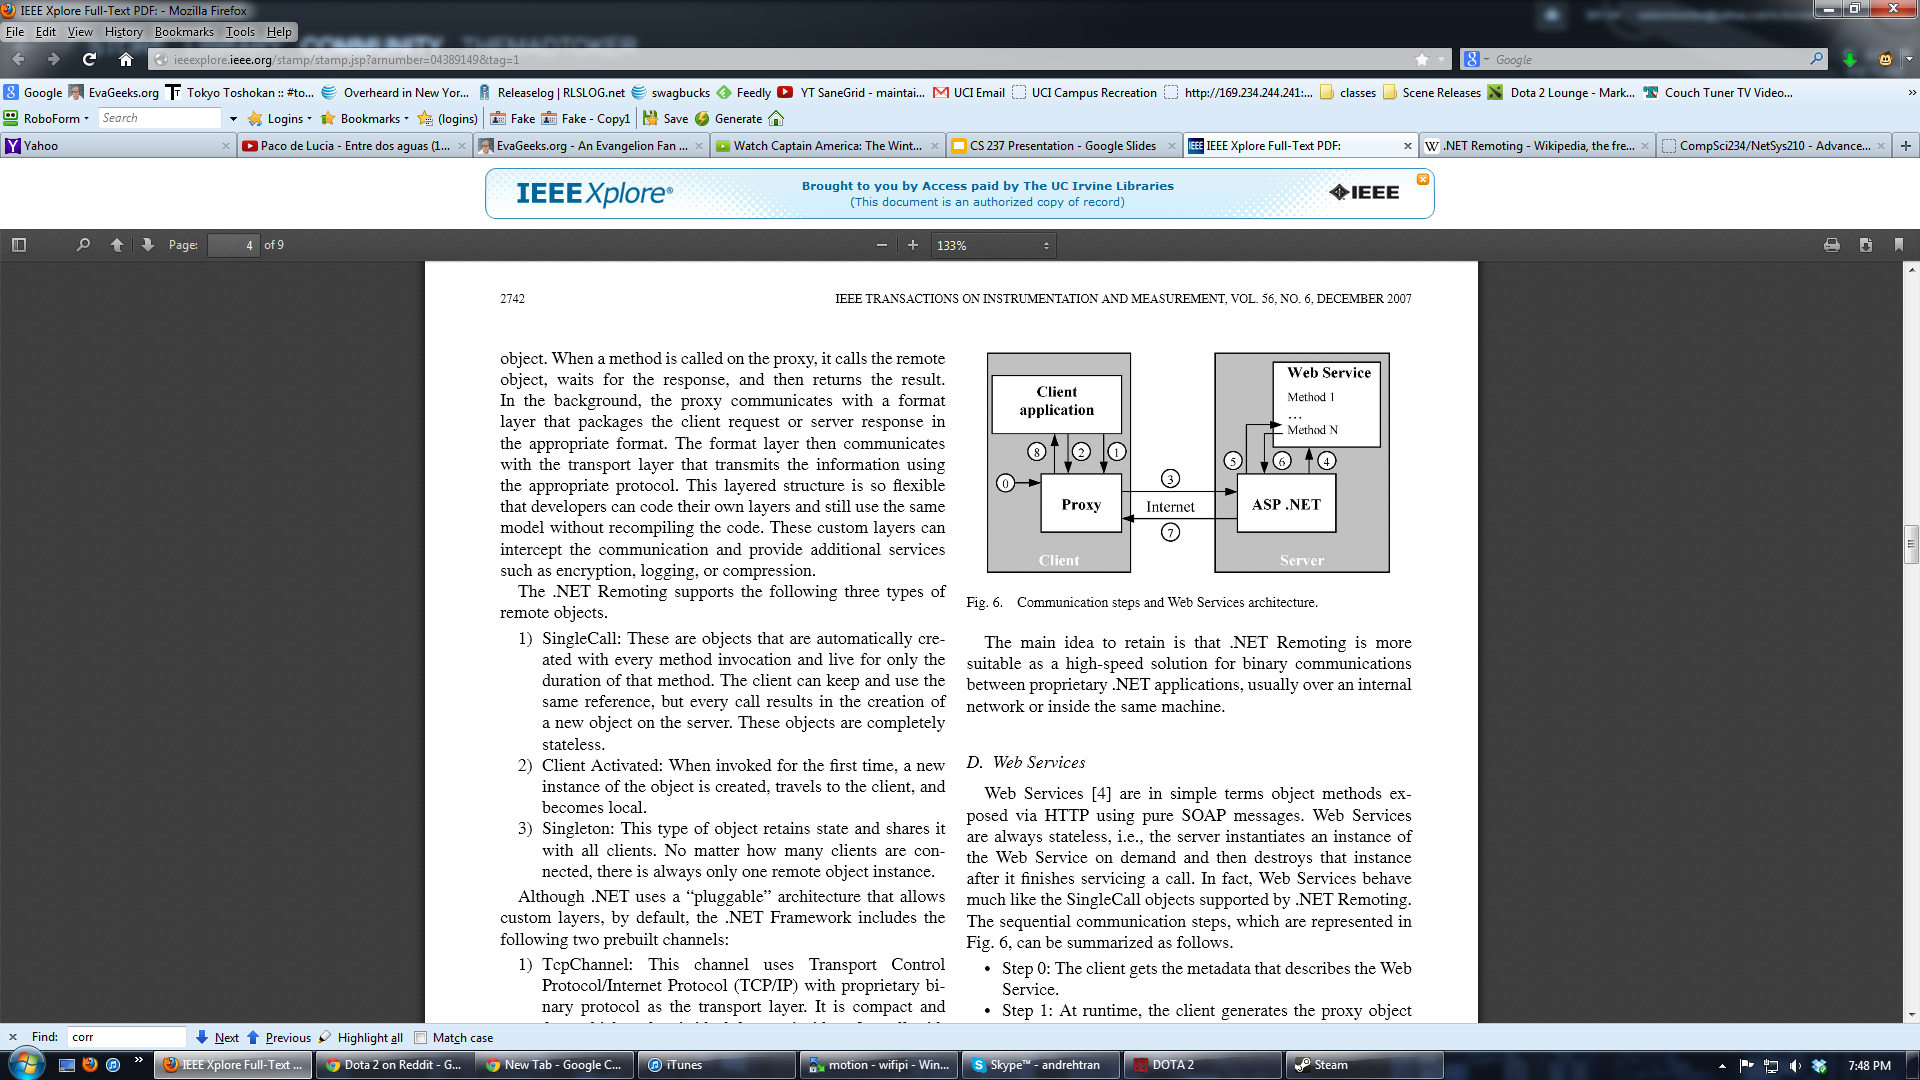 IEEE Xplore Full-Text PDF: - Mozilla Firefox
File Edit View History Bookmarks Tools Help
ieeexplore.ieee.org/stamp/stamp.jsp?arnumber=04389149&tag=1
Google
Google EvaGeeks.org Tokyo Toshokan :: #to... Overheard in New Yor... Releaselog | RLSLOG.net swagbucks Feedly YT SaneGrid - maintai... UCI Email UCI Campus Recreation http://169.234.244.241:... classes Scene Releases Dota 2 Lounge - Mark... Couch Tuner TV Video... »
RoboForm Search Logins Bookmarks (logins) Fake Fake - Copy1 Save Generate
Yahoo Paco de Lucia - Entre dos aguas (1... EvaGeeks.org - An Evangelion Fan ... Watch Captain America: The Wint... CS 237 Presentation - Google Slides IEEE Xplore Full-Text PDF: .NET Remoting - Wikipedia, the fre... CompSci234/NetSys210 - Advance...
IEEE Xplore® Brought to you by Access paid by The UC Irvine Libraries IEEE
(This document is an authorized copy of record)
Page: 4 of 9 133%
2742 IEEE TRANSACTIONS ON INSTRUMENTATION AND MEASUREMENT, VOL. 56, NO. 6, DECEMBER 2007
object. When a method is called on the proxy, it calls the remote
object, waits for the response, and then returns the result.
In the background, the proxy communicates with a format
layer that packages the client request or server response in
the appropriate format. The format layer then communicates
with the transport layer that transmits the information using
the appropriate protocol. This layered structure is so flexible
that developers can code their own layers and still use the same
model without recompiling the code. These custom layers can
intercept the communication and provide additional services
such as encryption, logging, or compression.
The .NET Remoting supports the following three types of
remote objects.
1) SingleCall: These are objects that are automatically cre-
ated with every method invocation and live for only the
duration of that method. The client can keep and use the
same reference, but every call results in the creation of
a new object on the server. These objects are completely
stateless.
2) Client Activated: When invoked for the first time, a new
instance of the object is created, travels to the client, and
becomes local.
3) Singleton: This type of object retains state and shares it
with all clients. No matter how many clients are con-
nected, there is always only one remote object instance.
Although .NET uses a “pluggable” architecture that allows
custom layers, by default, the .NET Framework includes the
following two prebuilt channels:
1) TcpChannel: This channel uses Transport Control
Protocol/Internet Protocol (TCP/IP) with proprietary bi-
nary protocol as the transport layer. It is compact and
Client
application
8 2 1
0
Proxy
Client
3
Internet
7
Web Service
Method 1
...
Method N
5 6 4
ASP .NET
Server
Fig. 6. Communication steps and Web Services architecture.
The main idea to retain is that .NET Remoting is more
suitable as a high-speed solution for binary communications
between proprietary .NET applications, usually over an internal
network or inside the same machine.
D. Web Services
Web Services [4] are in simple terms object methods ex-
posed via HTTP using pure SOAP messages. Web Services
are always stateless, i.e., the server instantiates an instance of
the Web Service on demand and then destroys that instance
after it finishes servicing a call. In fact, Web Services behave
much like the SingleCall objects supported by .NET Remoting.
The sequential communication steps, which are represented in
Fig. 6, can be summarized as follows.
• Step 0: The client gets the metadata that describes the Web
Service.
• Step 1: At runtime, the client generates the proxy object
Find: corr Next Previous Highlight all Match case
» IEEE Xplore Full-Text ... Dota 2 on Reddit - G... New Tab - Google C... iTunes motion - wifipi - Win... Skype™ - andrehtran DOTA 2 Steam 7:48 PM